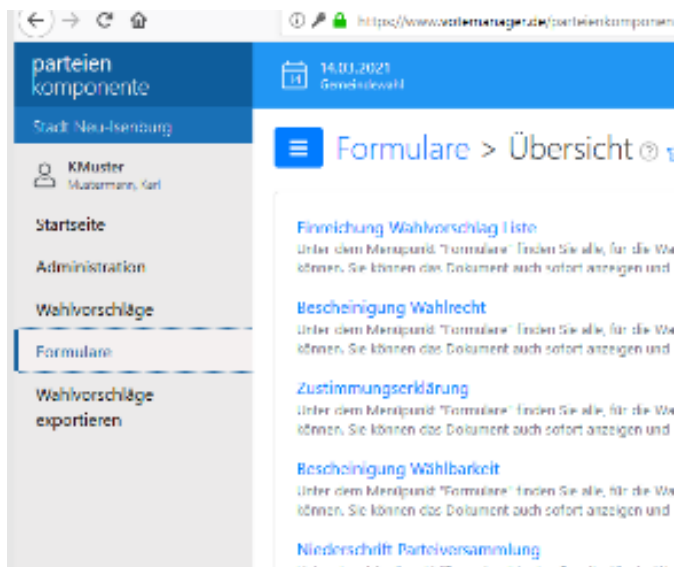 https://www.votemanager.de/parteienkomponen
parteien
komponente
14.03.2021
Gemeindewahl
Stadt Neu-Isenburg
Formulare > Übersicht
KMuster
Mustermann, Karl
Startseite
Administration
Wahlvorschläge
Formulare
Wahlvorschläge
exportieren
Einreichung Wahlvorschlag Liste
Unter dem Menüpunkt "Formulare" finden Sie alle, für die Wa
können. Sie können das Dokument auch sofort anzeigen und
Bescheinigung Wahlrecht
Unter dem Menüpunkt "Formulare" finden Sie alle, für die Wa
können. Sie können das Dokument auch sofort anzeigen und
Zustimmungserklärung
Unter dem Menüpunkt "Formulare" finden Sie alle, für die Wa
können. Sie können das Dokument auch sofort anzeigen und
Bescheinigung Wählbarkeit
Unter dem Menüpunkt "Formulare" finden Sie alle, für die Wa
können. Sie können das Dokument auch sofort anzeigen und
Niederschrift Parteiversammlung